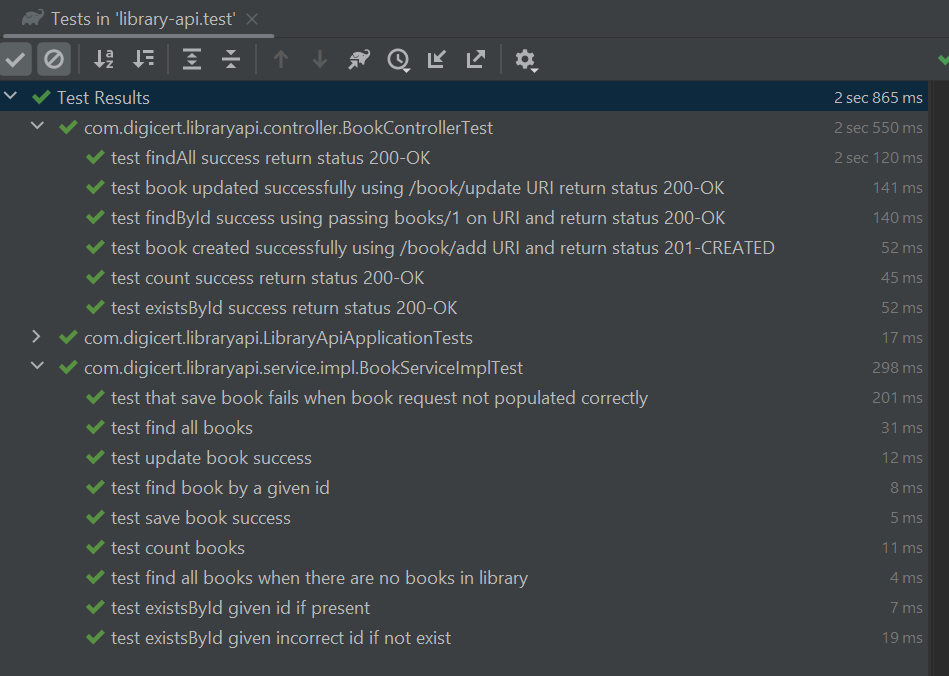 Tests in 'library-api.test'
Test Results 2 sec 865 ms
com.digicert.libraryapi.controller.BookControllerTest 2 sec 550 ms
test findAll success return status 200-OK 2 sec 120 ms
test book updated successfully using /book/update URI return status 200-OK 141 ms
test findById success using passing books/1 on URI and return status 200-OK 140 ms
test book created successfully using /book/add URI and return status 201-CREATED 52 ms
test count success return status 200-OK 45 ms
test existsById success return status 200-OK 52 ms
com.digicert.libraryapi.LibraryApiApplicationTests 17 ms
com.digicert.libraryapi.service.impl.BookServiceImplTest 298 ms
test that save book fails when book request not populated correctly 201 ms
test find all books 31 ms
test update book success 12 ms
test find book by a given id 8 ms
test save book success 5 ms
test count books 11 ms
test find all books when there are no books in library 4 ms
test existsById given id if present 7 ms
test existsById given incorrect id if not exist 19 ms